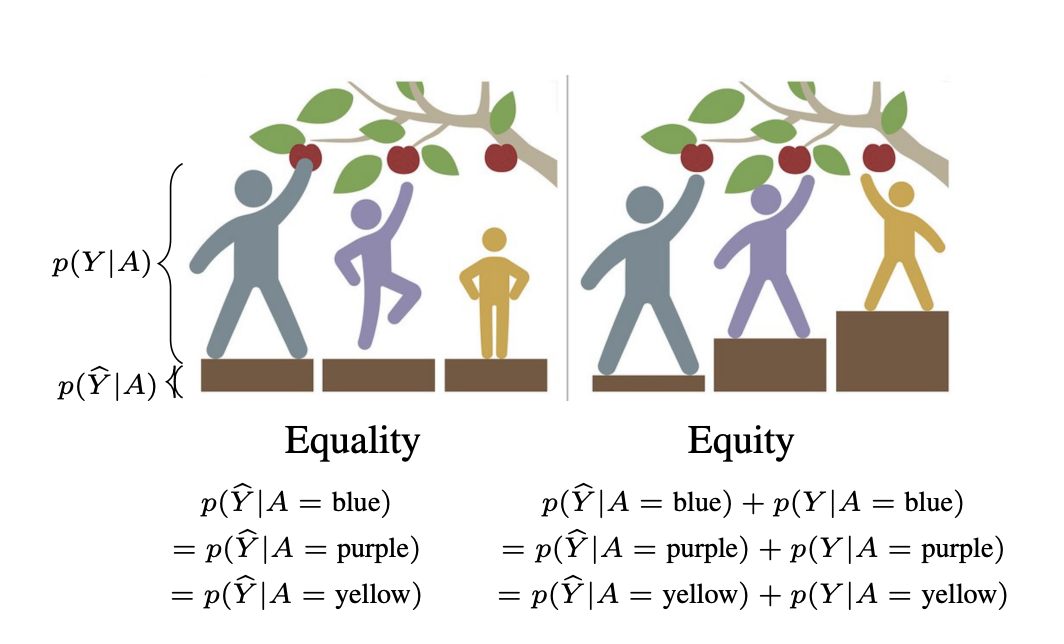 p(Y|A)
p(Ŷ|A)
Equality
p(Ŷ|A = blue)
= p(Ŷ|A = purple)
= p(Ŷ|A = yellow)
Equity
p(Ŷ|A = blue) + p(Y|A = blue)
= p(Ŷ|A = purple) + p(Y|A = purple)
= p(Ŷ|A = yellow) + p(Y|A = yellow)